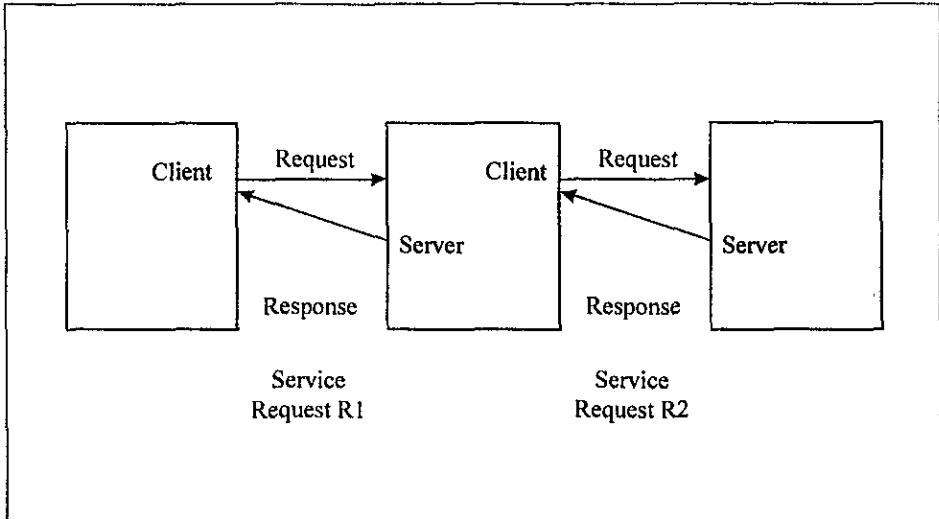 Client
Request
Client
Request
Server
Server
Response
Response
Service
Request R1
Service
Request R2